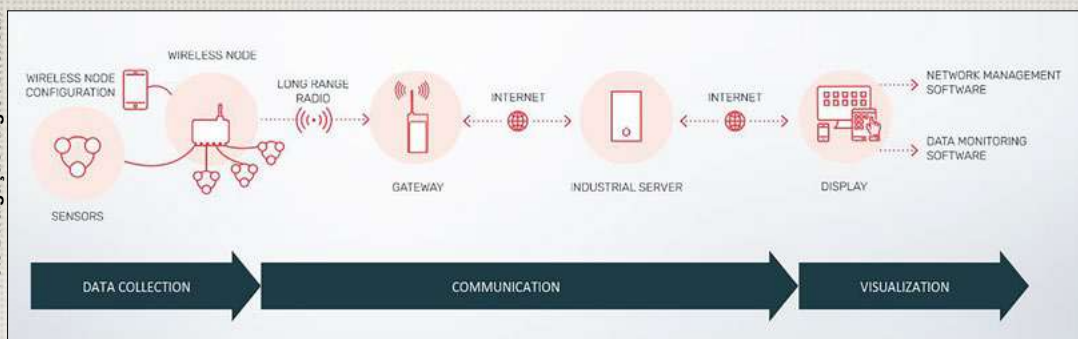 WIRELESS NODE
WIRELESS NODE
CONFIGURATION
LONG RANGE
RADIO
INTERNET
INTERNET
NETWORK MANAGEMENT
SOFTWARE
DATA MONITORING
SOFTWARE
SENSORS
GATEWAY
INDUSTRIAL SERVER
DISPLAY
DATA COLLECTION
COMMUNICATION
VISUALIZATION